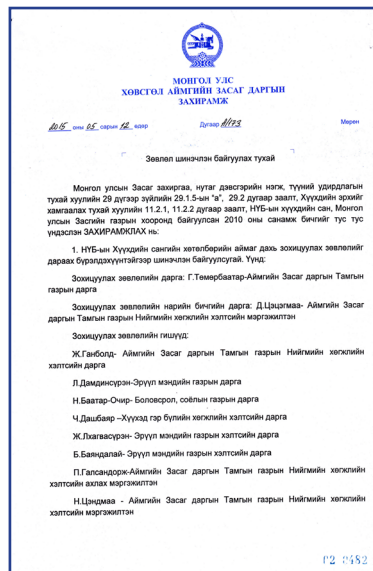 МОНГОЛ УЛС
ХӨВСГӨЛ АЙМГИЙН ЗАСАГ ДАРГЫН
ЗАХИРАМЖ
2015 оны 05 сарын 12 өдөр Дугаар А/173 Мөрөн
Зөвлөл шинэчлэн байгуулах тухай
Монгол улсын Засаг захиргаа, нутаг дэвсгэрийн нэгж, түүний удирдлагын
тухай хуулийн 29 дүгээр зүйлийн 29.1.5-ын "а", 29.2 дугаар заалт, Хүүхдийн эрхийг
хамгаалах тухай хуулийн 11.2.1, 11.2.2 дугаар заалт, НҮБ-ын хүүхдийн сан, Монгол
улсын Засгийн газрын хооронд байгуулсан 2010 оны санамж бичгийг тус тус
үндэслэн ЗАХИРАМЖЛАХ нь:
1. НҮБ-ын Хүүхдийн сангийн хөтөлбөрийн аймаг дахь зохицуулах зөвлөлийг
дараах бүрэлдэхүүнтэйгээр шинэчлэн байгуулсугай. Үүнд:
Зохицуулах зөвлөлийн дарга: Г.Төмөрбаатар-Аймгийн Засаг даргын Тамгын
газрын дарга
Зохицуулах зөвлөлийн нарийн бичгийн дарга: Д.Цэцэгмаа- Аймгийн Засаг
даргын Тамгын газрын Нийгмийн хөгжлийн хэлтсийн мэргэжилтэн
Зохицуулах зөвлөлийн гишүүд:
Ж.Ганболд- Аймгийн Засаг даргын Тамгын газрын Нийгмийн хөгжлийн
хэлтсийн дарга
Л.Дамдинсүрэн-Эрүүл мэндийн газрын дарга
Н.Баатар-Очир- Боловсрол, соёлын газрын дарга
Ч.Дашбаяр –Хүүхэд гэр бүлийн хөгжлийн хэлтсийн дарга
Ж.Лхагвасүрэн- Эрүүл мэндийн газрын хэлтсийн дарга
Б.Баяндалай- Эрүүл мэндийн газрын хэлтсийн дарга
П.Галсандорж-Аймгийн Засаг даргын Тамгын газрын Нийгмийн хөгжлийн
хэлтсийн ахлах мэргэжилтэн
Н.Цэндмаа - Аймгийн Засаг даргын Тамгын газрын Нийгмийн хөгжлийн
хэлтсийн мэргэжилтэн
02 0482